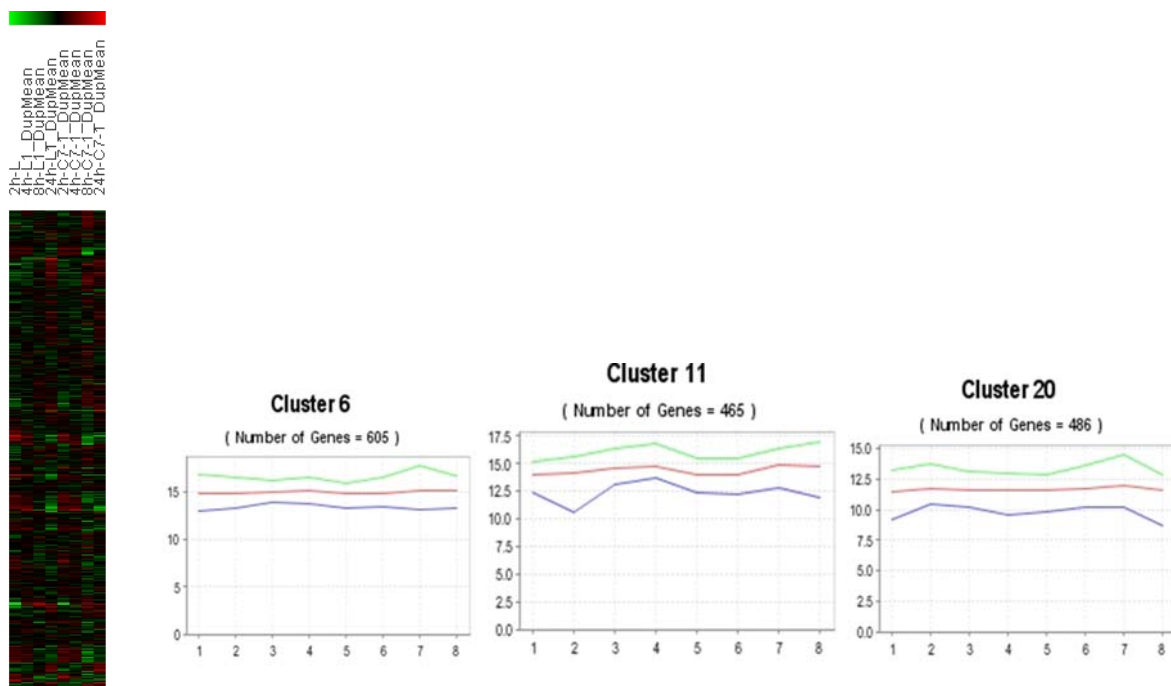 2h-L
4h-L1_DupMean
8h-L1_DupMean
24h-LT_DupMean
2h-C7-T_DupMean
4h-C7-1_DupMean
8h-C7-1_DupMean
24h-C7-T_DupMean
Cluster 6
( Number of Genes = 605 )
15
10
5
0
1 2 3 4 5 6 7 8
Cluster 11
( Number of Genes = 465 )
17.5
15.0
12.5
10.0
7.5
5.0
2.5
0.0
1 2 3 4 5 6 7 8
Cluster 20
( Number of Genes = 486 )
15.0
12.5
10.0
7.5
5.0
2.5
0.0
1 2 3 4 5 6 7 8